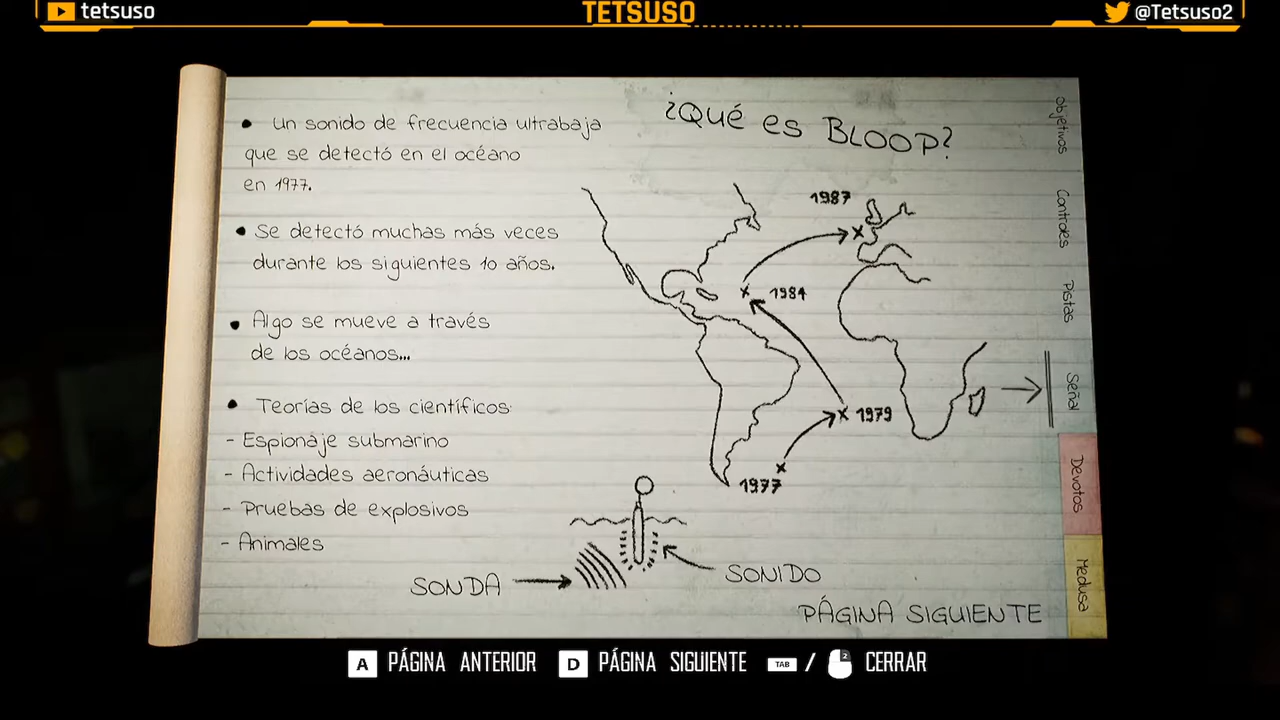 tetsuso
TETSUSO
@Tetsuso2
¿Qué es BLOOP?
• Un sonido de frecuencia ultrabaja
que se detectó en el océano
en 1977.
• Se detectó muchas más veces
durante los siguientes 10 años.
• Algo se mueve a través
de los océanos...
• Teorías de los científicos:
- Espionaje submarino
- Actividades aeronáuticas
- Pruebas de explosivos
- Animales
1987
1984
1979
1977
SONDA
SONIDO
PÁGINA SIGUIENTE
Objetivos
Controles
Pistas
Señal
Devotos
Medusa
A PÁGINA ANTERIOR D PÁGINA SIGUIENTE TAB / 2 CERRAR